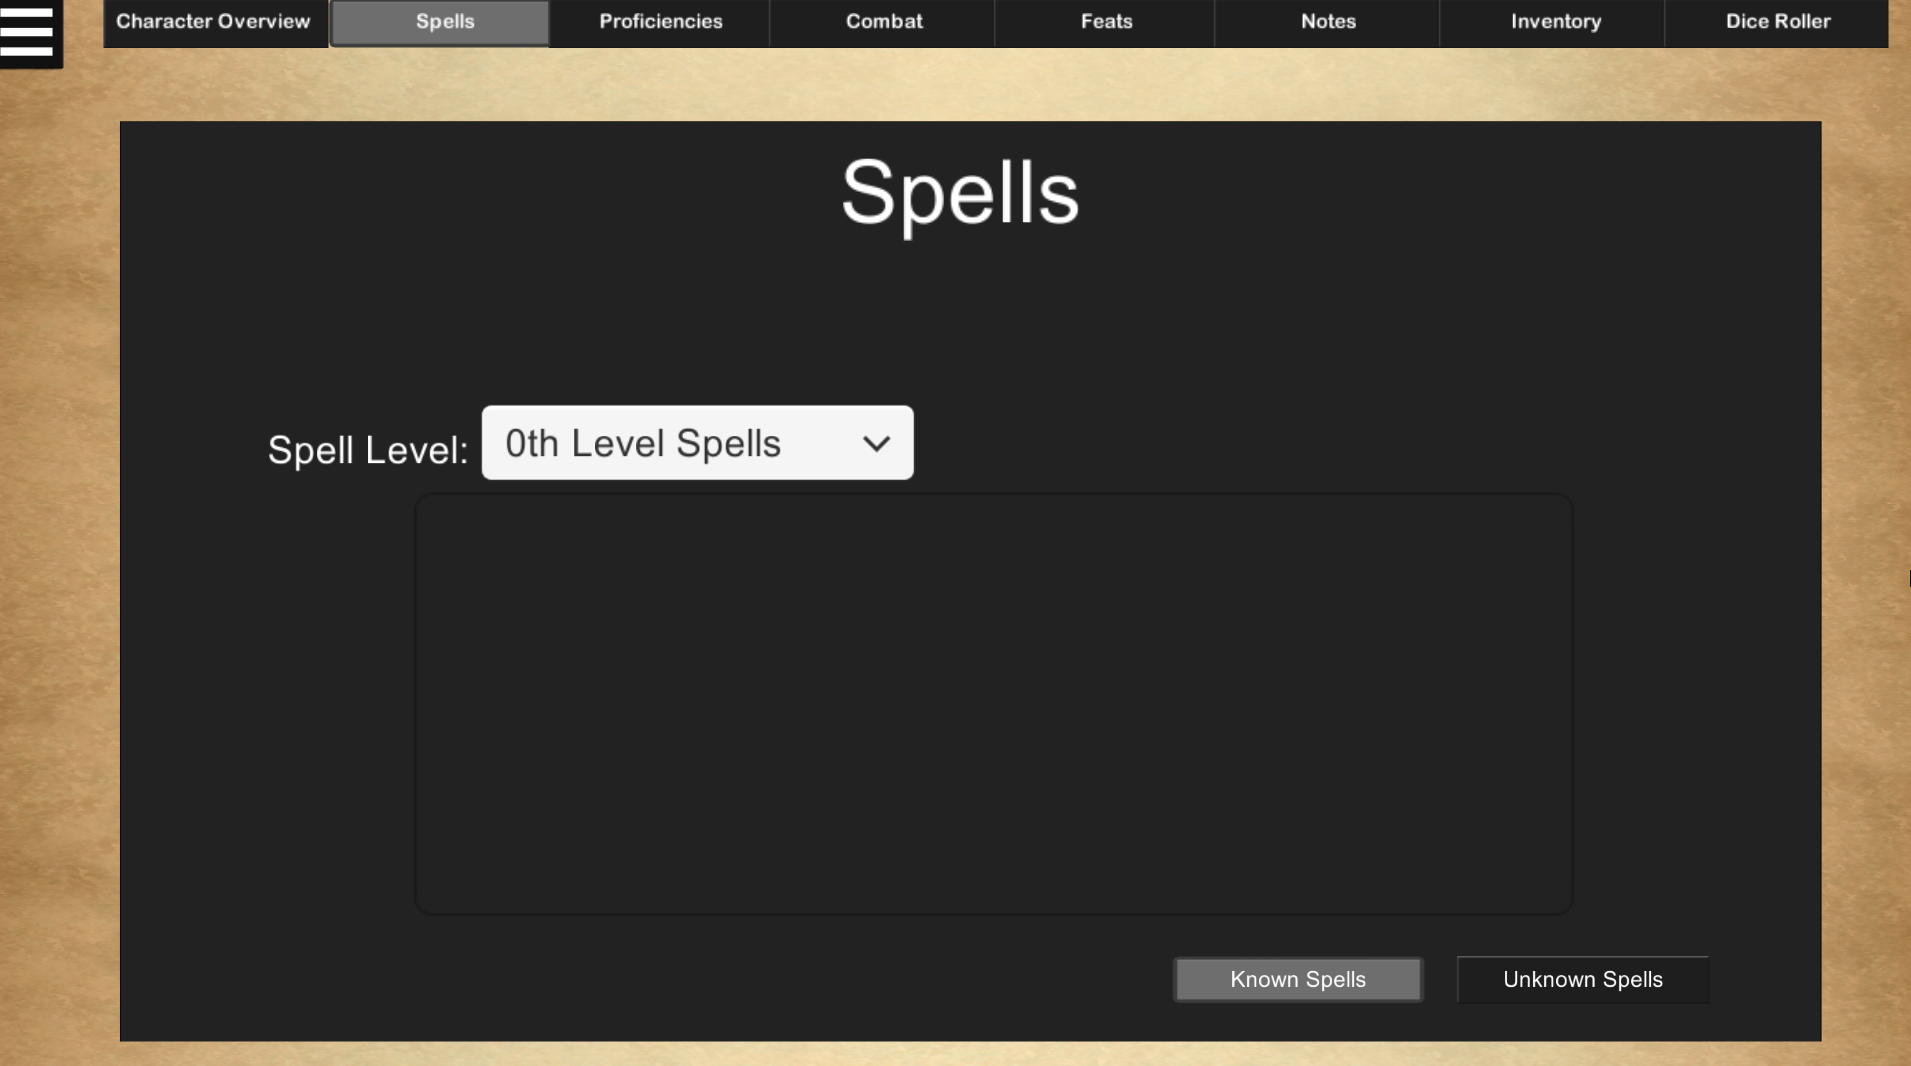 Character Overview
Spells
Proficiencies
Combat
Feats
Notes
Inventory
Dice Roller
Spells
Spell Level:
0th Level Spells
Known Spells
Unknown Spells